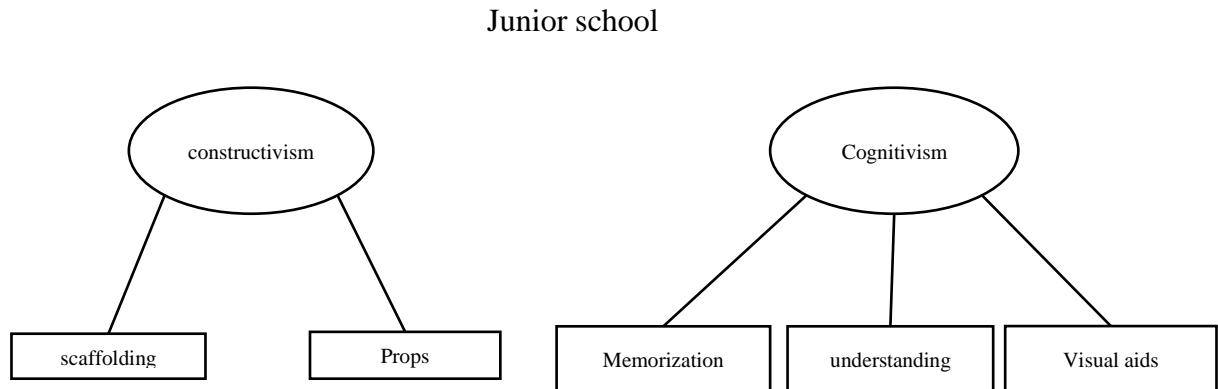 Junior school
constructivism
Cognitivism
scaffolding
Props
Memorization
understanding
Visual aids